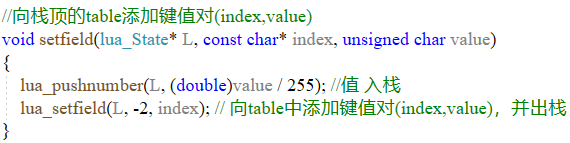 //向栈顶的table添加键值对(index,value)
void setfield(lua_State* L, const char* index, unsigned char value)
{
lua_pushnumber(L, (double)value / 255); //值 入栈
lua_setfield(L, -2, index); // 向table中添加键值对(index,value)，并出栈
}